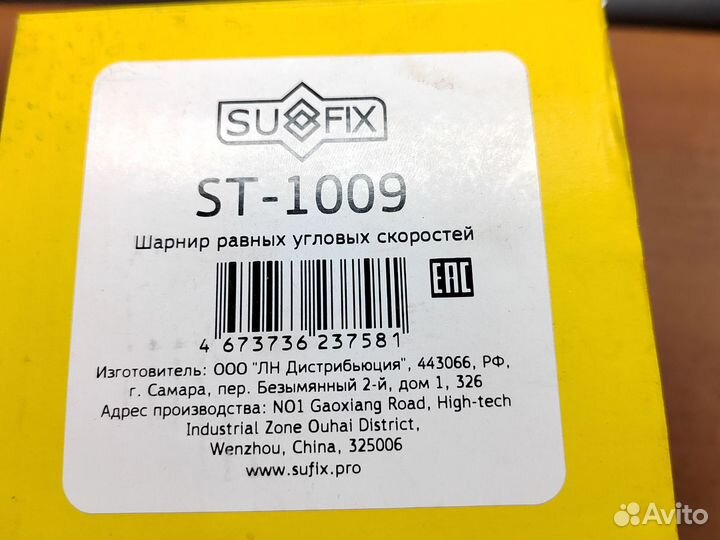 SUFIX
ST-1009
Шарнир равных угловых скоростей
EAC
4 673736 237581
Изготовитель: ООО "ЛН Дистрибьюция", 443066, РФ,
г. Самара, пер. Безымянный 2-й, дом 1, 326
Адрес производства: NO1 Gaoxiang Road, High-tech
Industrial Zone Ouhai District,
Wenzhou, China, 325006
www.sufix.pro
Avito